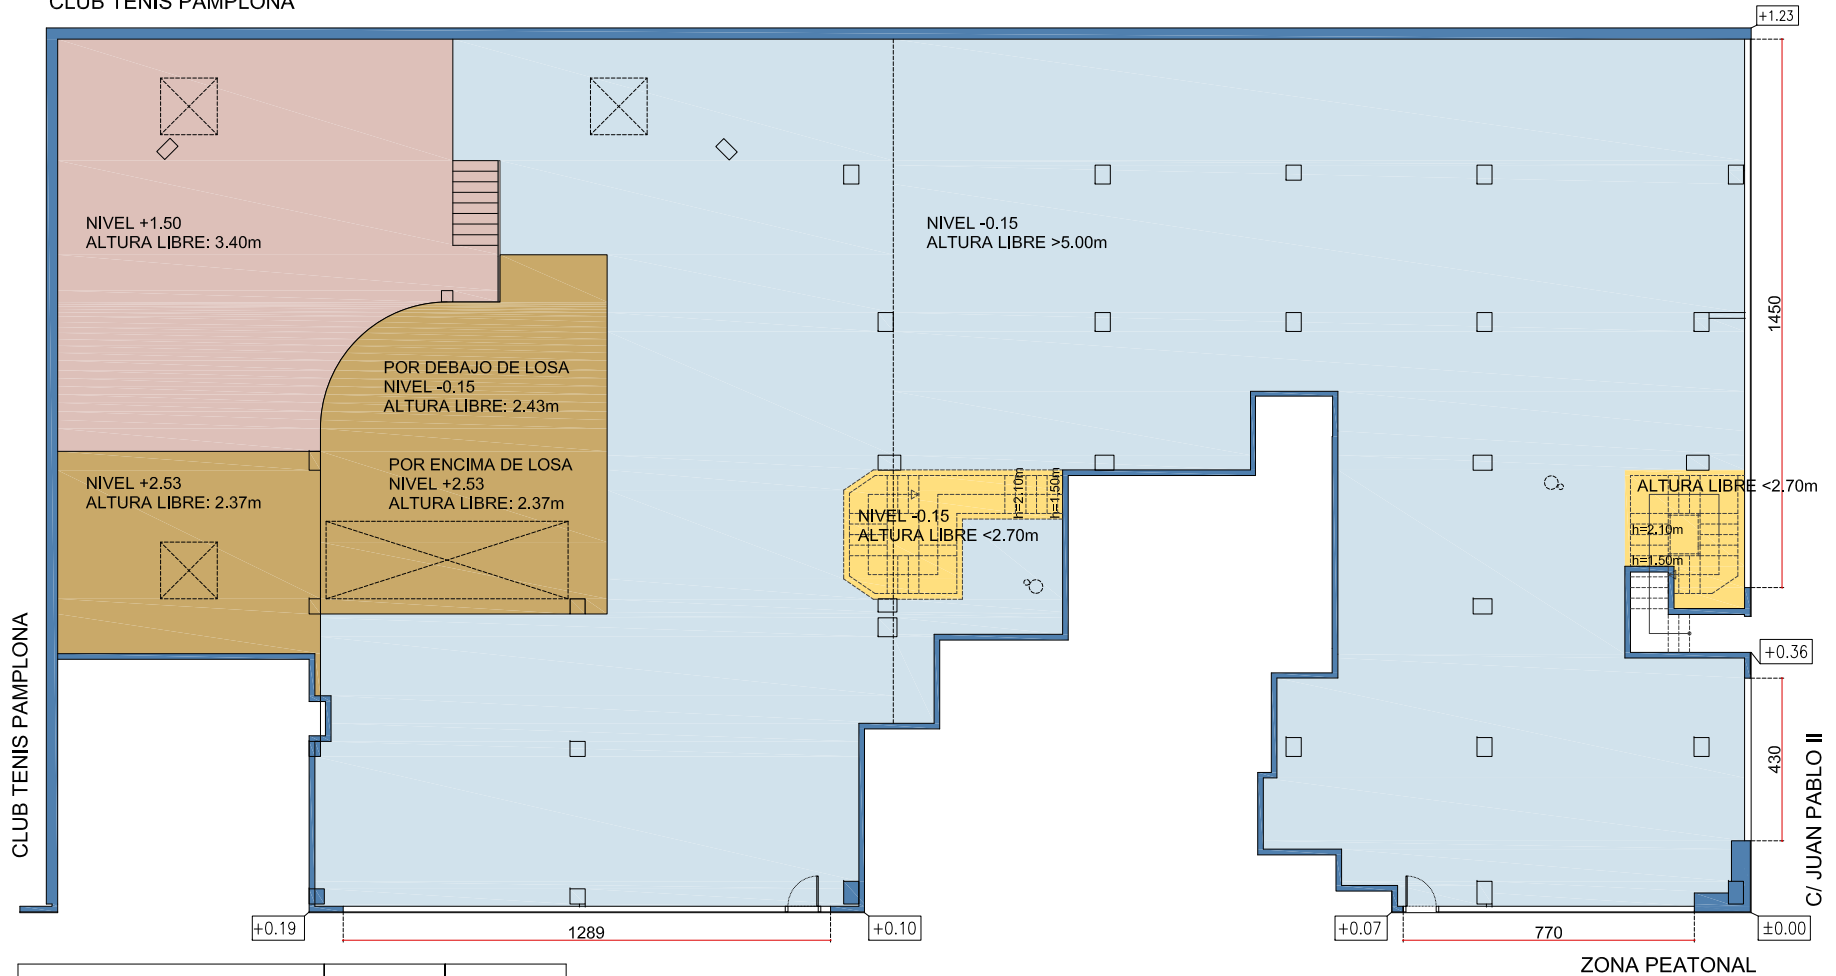 CLUB TENIS PAMPLONA
+1.23
NIVEL +1.50
ALTURA LIBRE: 3.40m
NIVEL -0.15
ALTURA LIBRE >5.00m
1450
POR DEBAJO DE LOSA
NIVEL -0.15
ALTURA LIBRE: 2.43m
POR ENCIMA DE LOSA
NIVEL +2.53
ALTURA LIBRE: 2.37m
NIVEL +2.53
ALTURA LIBRE: 2.37m
h=2.10m
h=1.50m
NIVEL -0.15
ALTURA LIBRE <2.70m
ALTURA LIBRE <2.70m
h=2.10m
h=1.50m
CLUB TENIS PAMPLONA
+0.36
430
C/ JUAN PABLO II
+0.19
1289
+0.10
+0.07
770
±0.00
ZONA PEATONAL